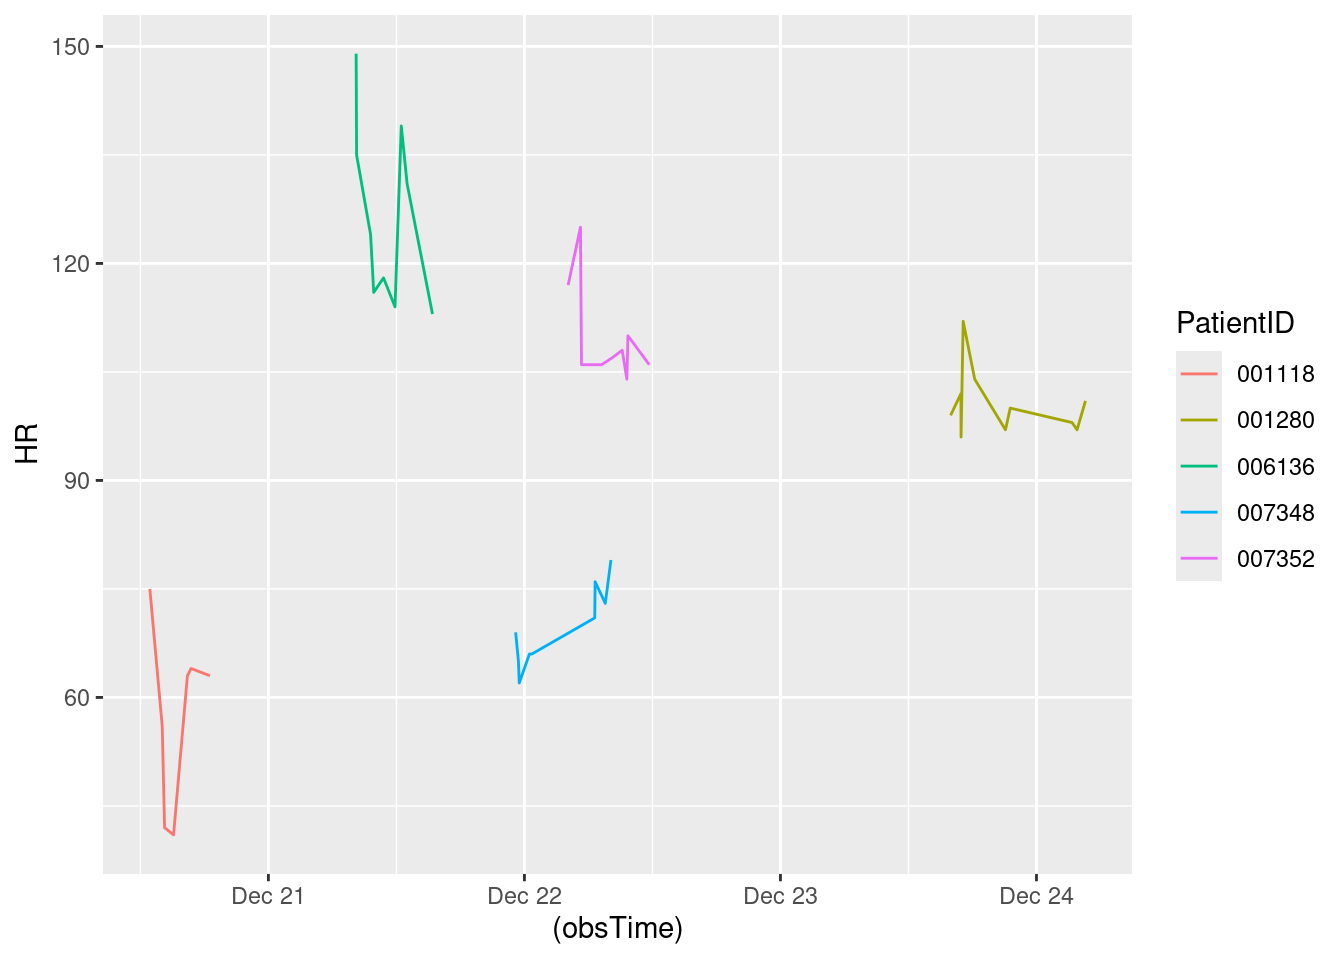 150
120
90
60
HR
Dec 21
Dec 22
Dec 23
Dec 24
(obsTime)
PatientID
001118
001280
006136
007348
007352